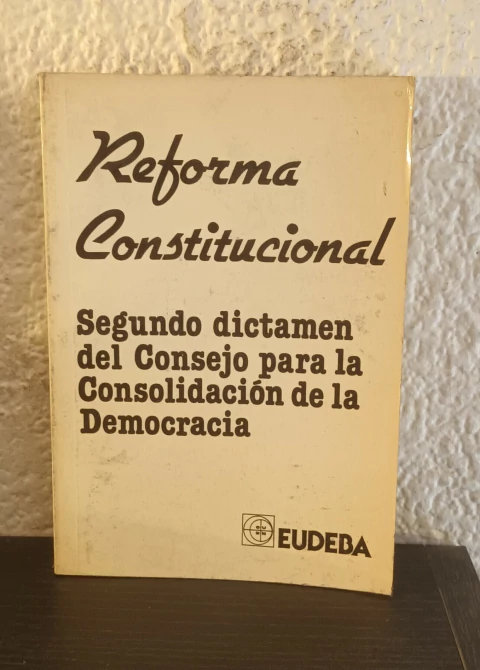 Reforma
Constitucional
Segundo dictamen
del Consejo para la
Consolidación de la
Democracia
EUDEBA